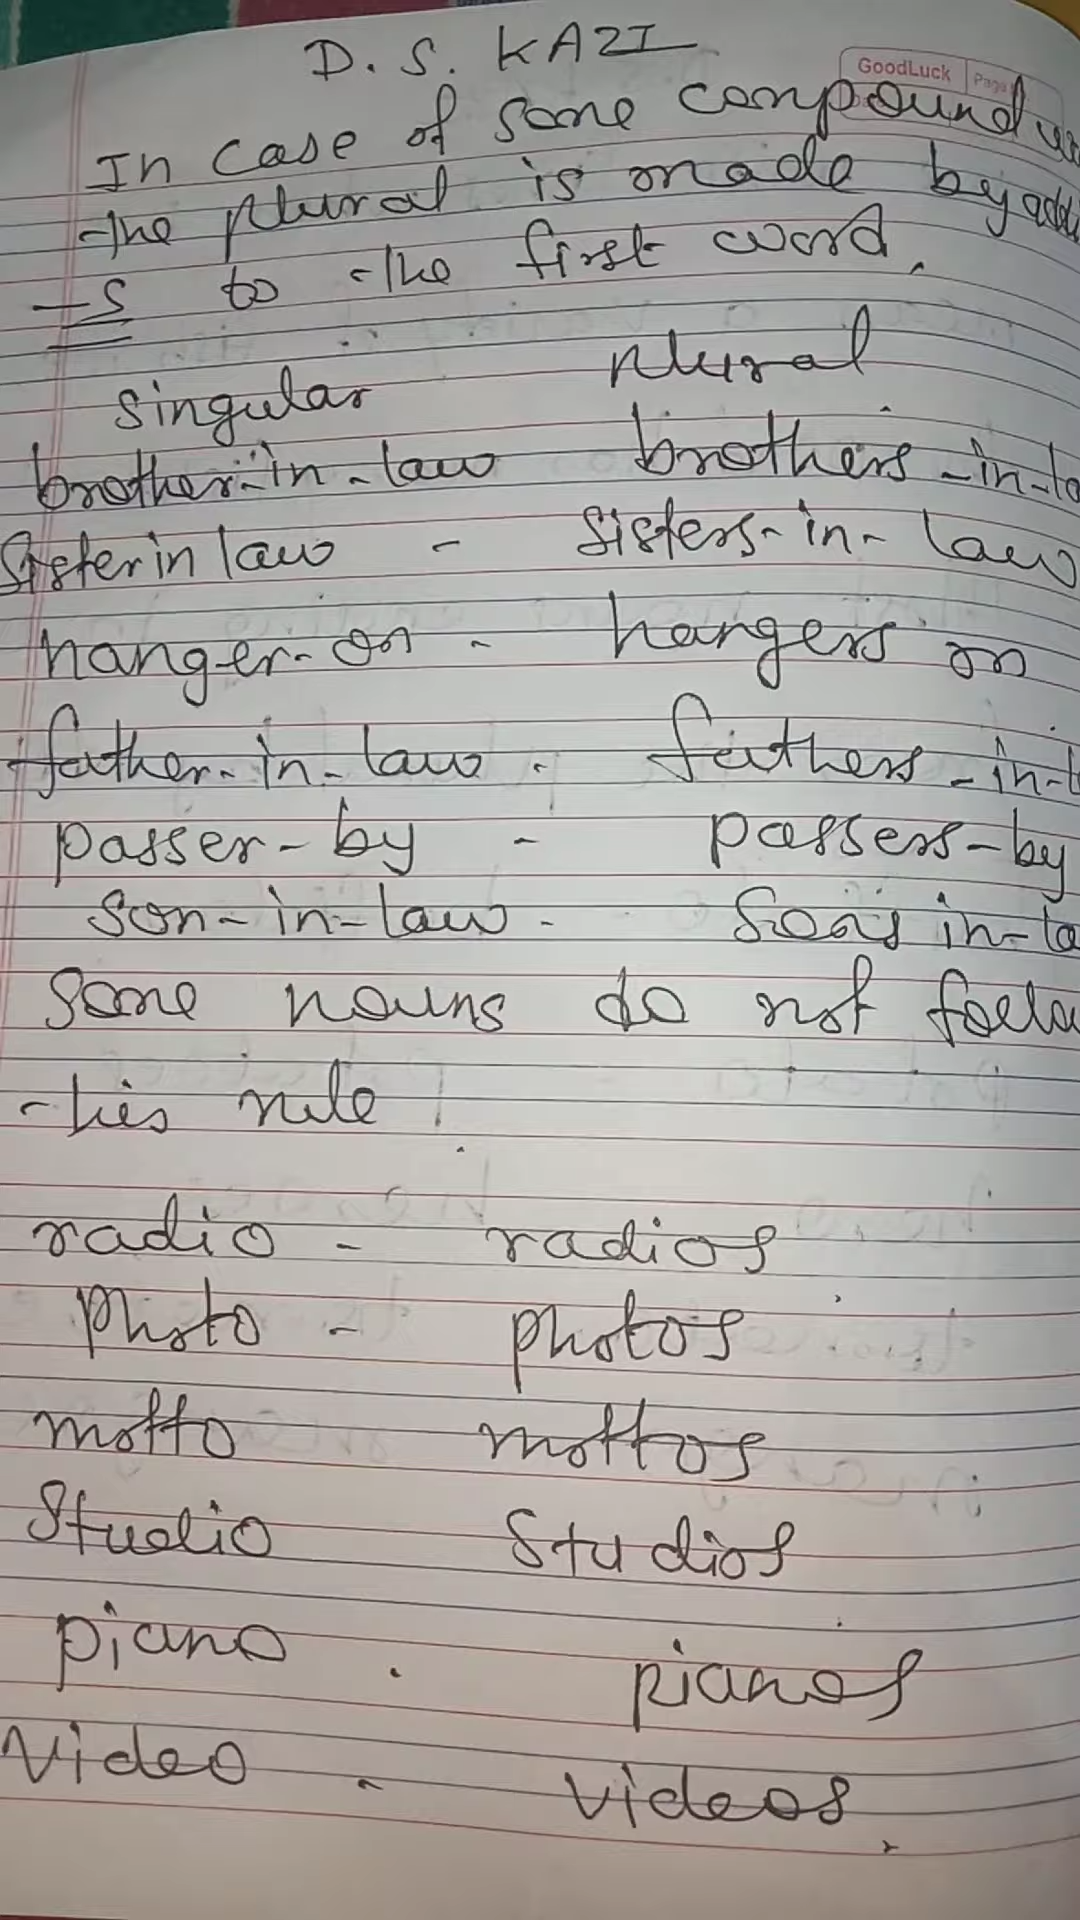 D. S. KAZI
GoodLuck Page
In case of some compound
the plural is made by
-s to the first word.
singular plural
brother-in-law brothers-in-
Sister in law - Sisters-in-law
hanger-on - hangers on
father-in-law. fathers-in-
passer-by - passers-by
son-in-law. Sons in-
Some nouns do not
this rule
radio - radios
Photo - photos
motto mottos
Studio Studios
piano . pianos
Video - videos.